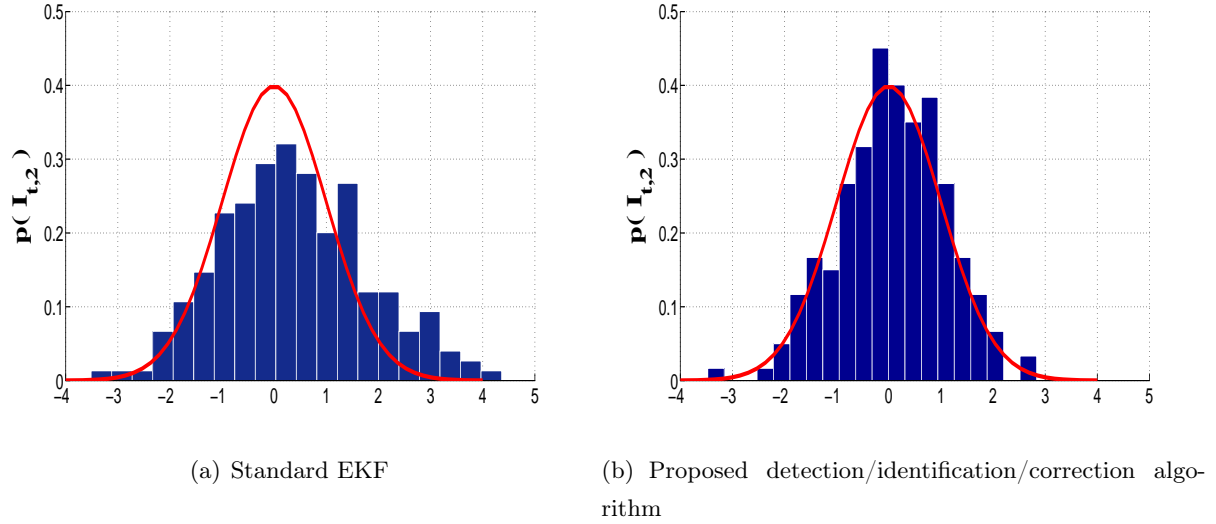 0.5
0.4
0.3
0.2
0.1
0
p( I_{t,2} )
−4 −3 −2 −1 0 1 2 3 4 5
(a) Standard EKF
0.5
0.4
0.3
0.2
0.1
0
p( I_{t,2} )
−4 −3 −2 −1 0 1 2 3 4 5
(b) Proposed detection/identification/correction algo-
rithm